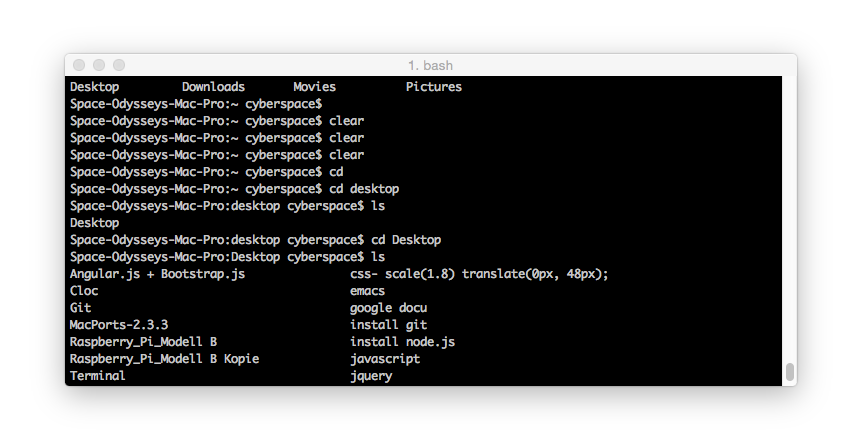 1. bash
Desktop Downloads Movies Pictures
Space-Odysseys-Mac-Pro:~ cyberspace$
Space-Odysseys-Mac-Pro:~ cyberspace$ clear
Space-Odysseys-Mac-Pro:~ cyberspace$ clear
Space-Odysseys-Mac-Pro:~ cyberspace$ clear
Space-Odysseys-Mac-Pro:~ cyberspace$ cd
Space-Odysseys-Mac-Pro:~ cyberspace$ cd desktop
Space-Odysseys-Mac-Pro:desktop cyberspace$ ls
Desktop
Space-Odysseys-Mac-Pro:desktop cyberspace$ cd Desktop
Space-Odysseys-Mac-Pro:Desktop cyberspace$ ls
Angular.js + Bootstrap.js css- scale(1.8) translate(0px, 48px);
Cloc emacs
Git google docu
MacPorts-2.3.3 install git
Raspberry_Pi_Modell B install node.js
Raspberry_Pi_Modell B Kopie javascript
Terminal jquery